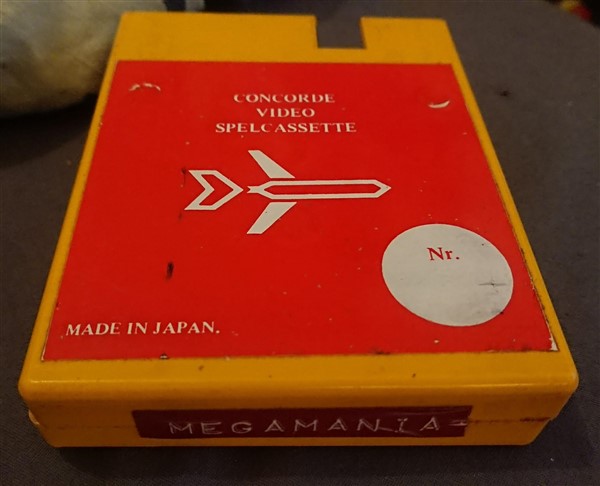 CONCORDE
VIDEO
SPELCASSETTE
Nr.
MADE IN JAPAN.
MEGAMANIA